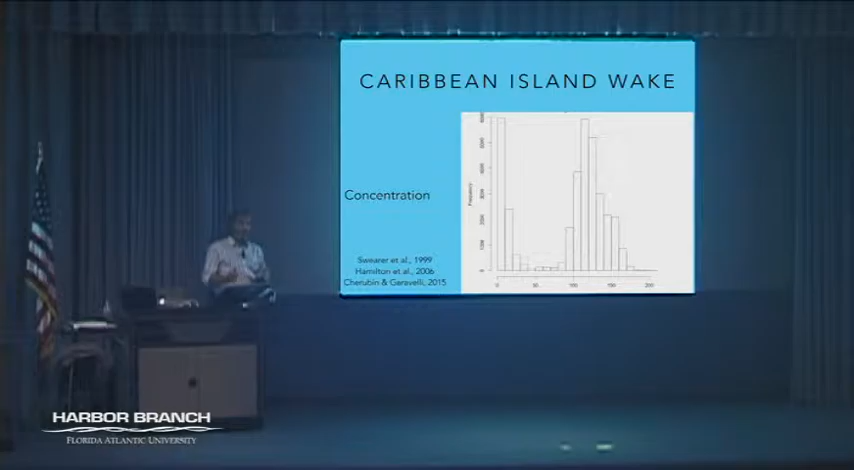 CARIBBEAN ISLAND WAKE
Concentration
Swearer et al., 1999
Hamilton et al., 2006
Cherubin & Garavelli, 2015
Frequency
0
50
100
150
200
HARBOR BRANCH
FLORIDA ATLANTIC UNIVERSITY